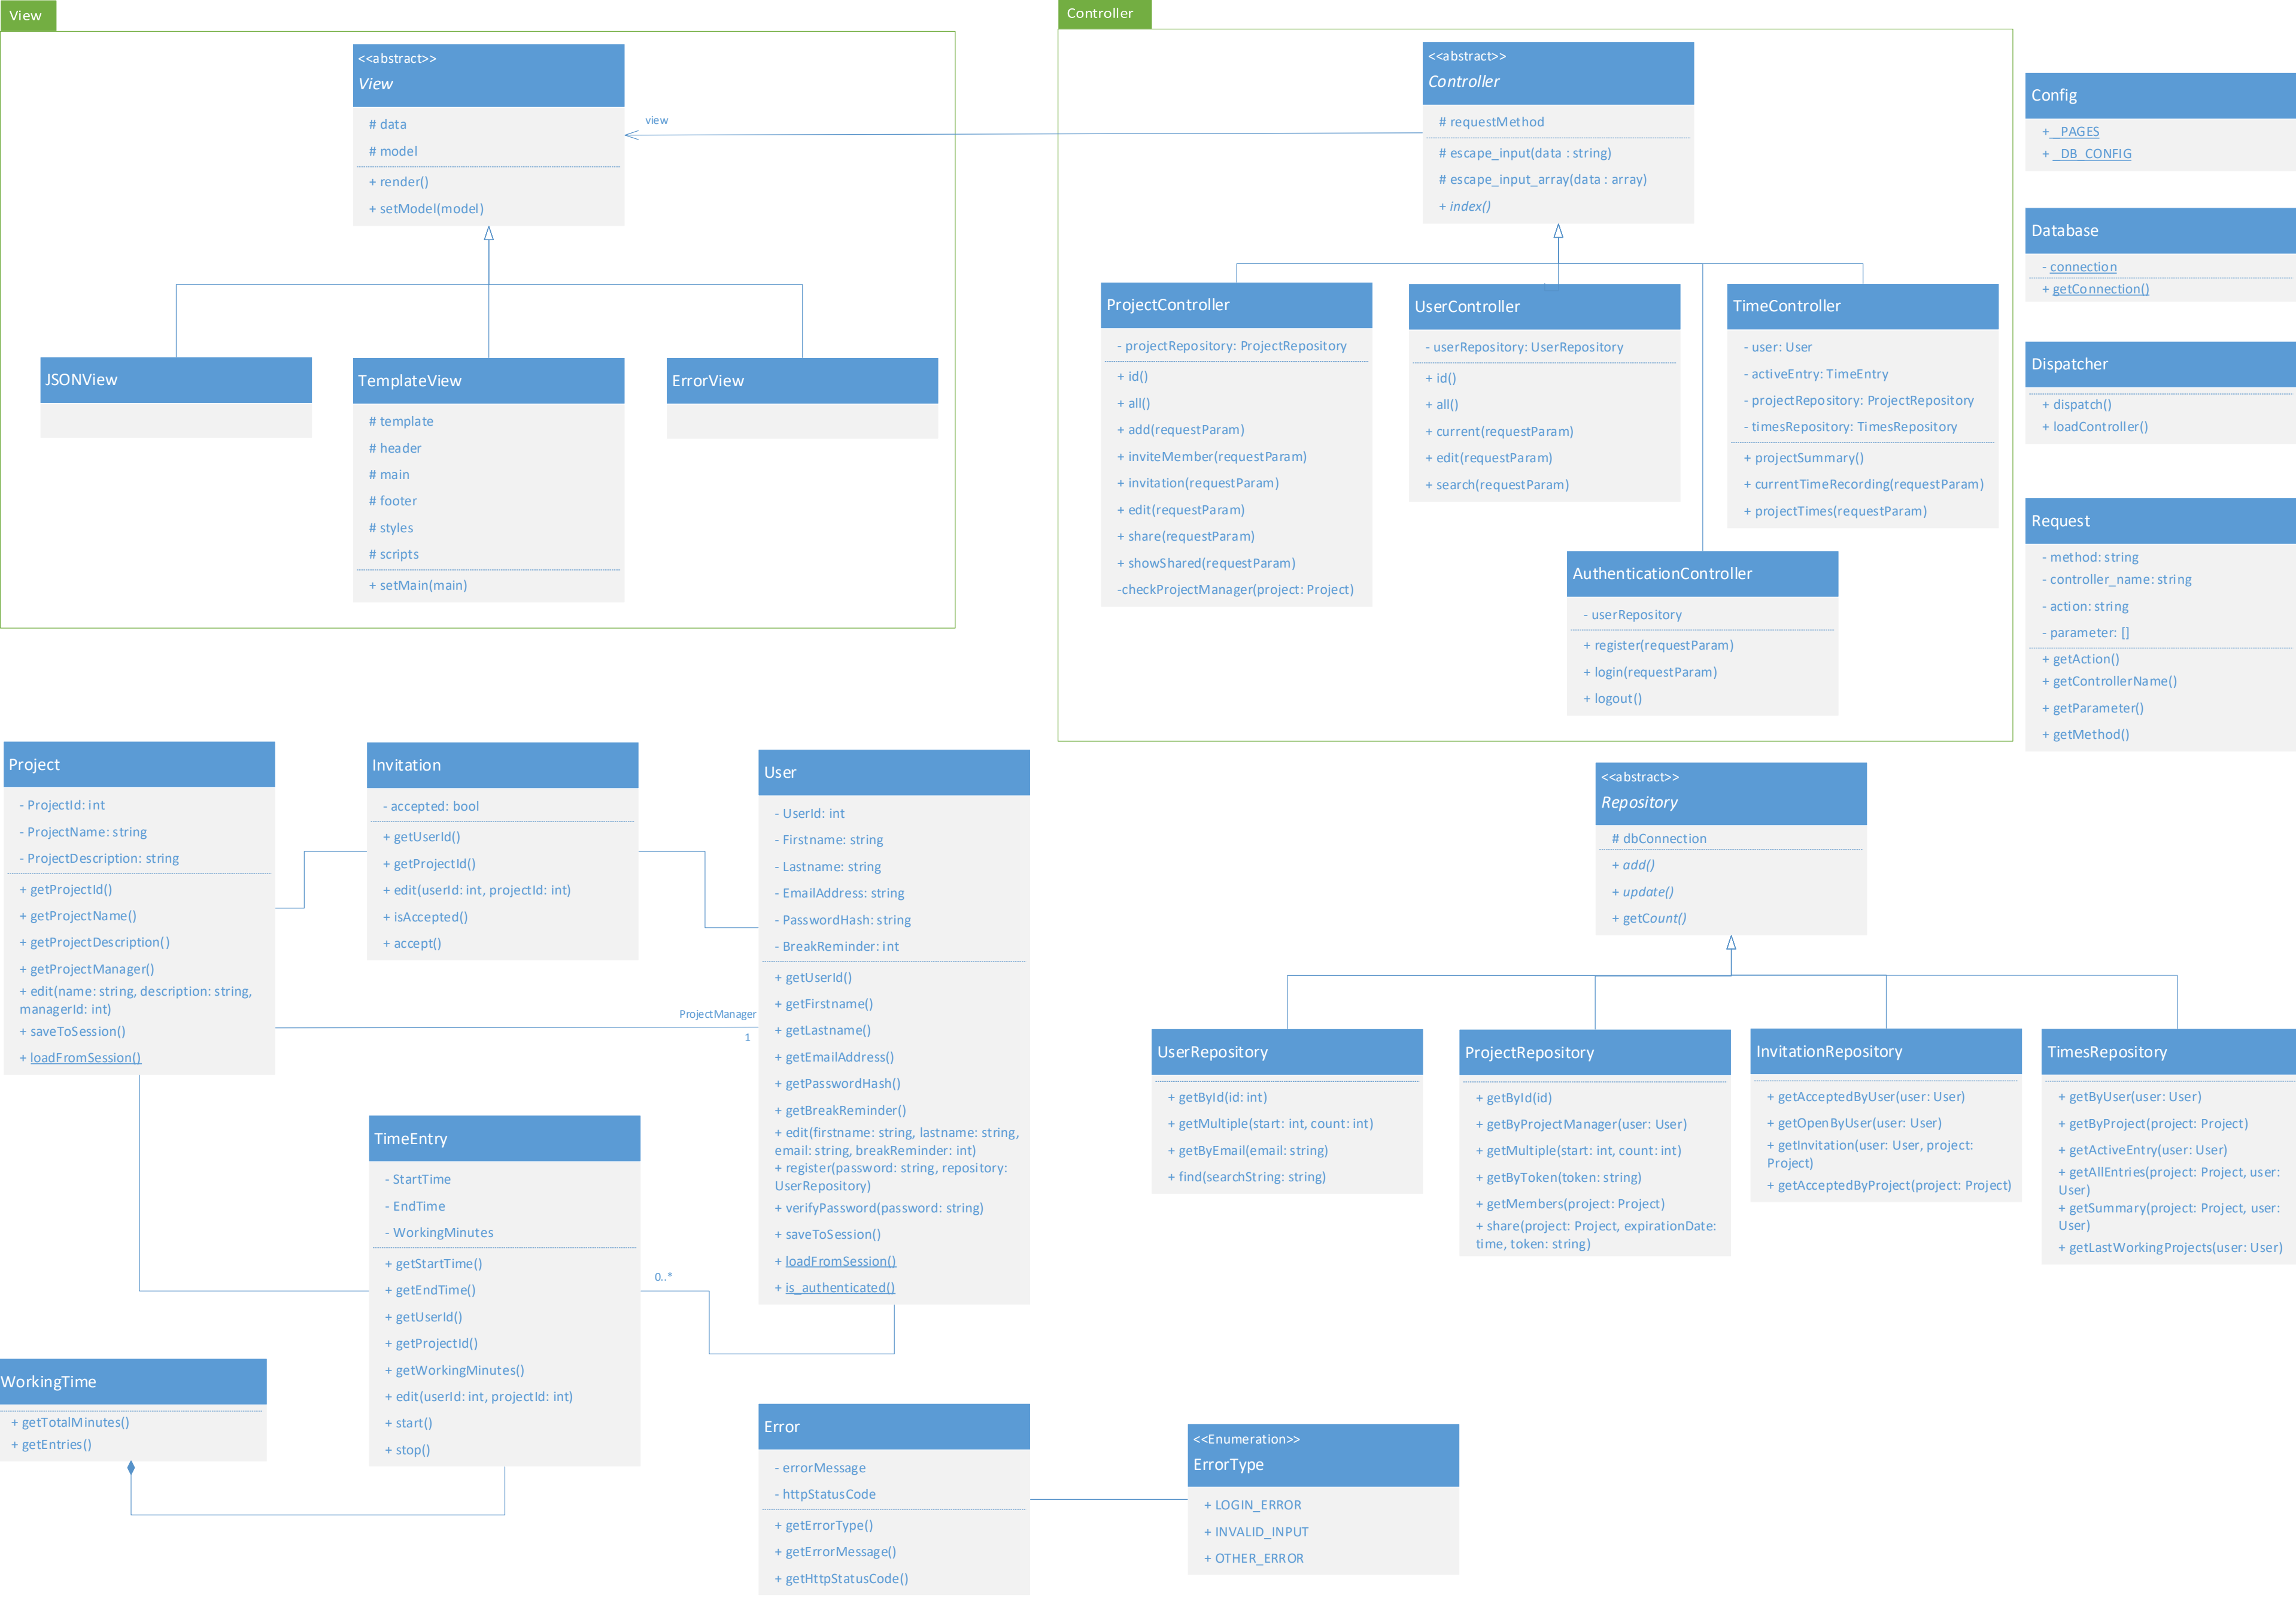 View
<<abstract>>
View
# data
# model
+ render()
+ setModel(model)
JSONView
TemplateView
# template
# header
# main
# footer
# styles
# scripts
+ setMain(main)
ErrorView
view
Controller
<<abstract>>
Controller
# requestMethod
# escape_input(data : string)
# escape_input_array(data : array)
+ index()
ProjectController
- projectRepository: ProjectRepository
+ id()
+ all()
+ add(requestParam)
+ inviteMember(requestParam)
+ invitation(requestParam)
+ edit(requestParam)
+ share(requestParam)
+ showShared(requestParam)
-checkProjectManager(project: Project)
UserController
- userRepository: UserRepository
+ id()
+ all()
+ current(requestParam)
+ edit(requestParam)
+ search(requestParam)
TimeController
- user: User
- activeEntry: TimeEntry
- projectRepository: ProjectRepository
- timesRepository: TimesRepository
+ projectSummary()
+ currentTimeRecording(requestParam)
+ projectTimes(requestParam)
AuthenticationController
- userRepository
+ register(requestParam)
+ login(requestParam)
+ logout()
Config
+ _PAGES
+ _DB_CONFIG
Database
- connection
+ getConnection()
Dispatcher
+ dispatch()
+ loadController()
Request
- method: string
- controller_name: string
- action: string
- parameter: []
+ getAction()
+ getControllerName()
+ getParameter()
+ getMethod()
Project
- ProjectId: int
- ProjectName: string
- ProjectDescription: string
+ getProjectId()
+ getProjectName()
+ getProjectDescription()
+ getProjectManager()
+ edit(name: string, description: string,
managerId: int)
+ saveToSession()
+ loadFromSession()
Invitation
- accepted: bool
+ getUserId()
+ getProjectId()
+ edit(userId: int, projectId: int)
+ isAccepted()
+ accept()
User
- UserId: int
- Firstname: string
- Lastname: string
- EmailAddress: string
- PasswordHash: string
- BreakReminder: int
+ getUserId()
+ getFirstname()
+ getLastname()
+ getEmailAddress()
+ getPasswordHash()
+ getBreakReminder()
+ edit(firstname: string, lastname: string,
email: string, breakReminder: int)
+ register(password: string, repository:
UserRepository)
+ verifyPassword(password: string)
+ saveToSession()
+ loadFromSession()
+ is_authenticated()
ProjectManager
1
TimeEntry
- StartTime
- EndTime
- WorkingMinutes
+ getStartTime()
+ getEndTime()
+ getUserId()
+ getProjectId()
+ getWorkingMinutes()
+ edit(userId: int, projectId: int)
+ start()
+ stop()
0..*
WorkingTime
+ getTotalMinutes()
+ getEntries()
Error
- errorMessage
- httpStatusCode
+ getErrorType()
+ getErrorMessage()
+ getHttpStatusCode()
<<Enumeration>>
ErrorType
+ LOGIN_ERROR
+ INVALID_INPUT
+ OTHER_ERROR
<<abstract>>
Repository
# dbConnection
+ add()
+ update()
+ getCount()
UserRepository
+ getById(id: int)
+ getMultiple(start: int, count: int)
+ getByEmail(email: string)
+ find(searchString: string)
ProjectRepository
+ getById(id)
+ getByProjectManager(user: User)
+ getMultiple(start: int, count: int)
+ getByToken(token: string)
+ getMembers(project: Project)
+ share(project: Project, expirationDate:
time, token: string)
InvitationRepository
+ getAcceptedByUser(user: User)
+ getOpenByUser(user: User)
+ getInvitation(user: User, project:
Project)
+ getAcceptedByProject(project: Project)
TimesRepository
+ getByUser(user: User)
+ getByProject(project: Project)
+ getActiveEntry(user: User)
+ getAllEntries(project: Project, user:
User)
+ getSummary(project: Project, user:
User)
+ getLastWorkingProjects(user: User)